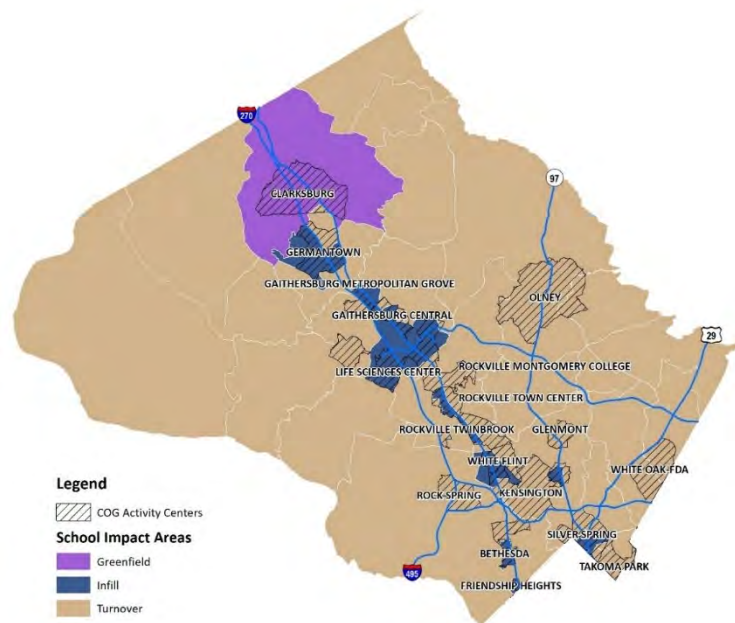 270
CLARKSBURG
97
GERMANTOWN
GAITHERSBURG METROPOLITAN GROVE
OLNEY
GAITHERSBURG CENTRAL
29
LIFE SCIENCES CENTER
ROCKVILLE MONTGOMERY COLLEGE
ROCKVILLE TOWN CENTER
ROCKVILLE TWINBROOK
GLENMONT
WHITE FLINT
WHITE OAK-FDA
ROCK SPRING
KENSINGTON
SILVER SPRING
BETHESDA
TAKOMA PARK
495
FRIENDSHIP HEIGHTS
Legend
COG Activity Centers
School Impact Areas
Greenfield
Infill
Turnover